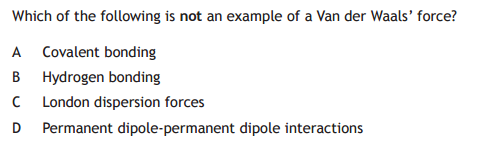 Which of the following is not an example of a Van der Waals’ force?
A Covalent bonding
B Hydrogen bonding
C London dispersion forces
D Permanent dipole-permanent dipole interactions